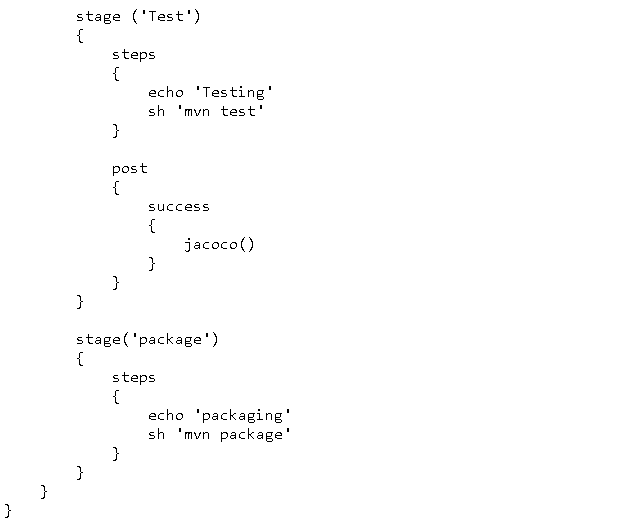 stage ('Test')
{
steps
{
echo 'Testing'
sh 'mvn test'
}
post
{
success
{
jacoco()
}
}
}
stage('package')
{
steps
{
echo 'packaging'
sh 'mvn package'
}
}
}
}